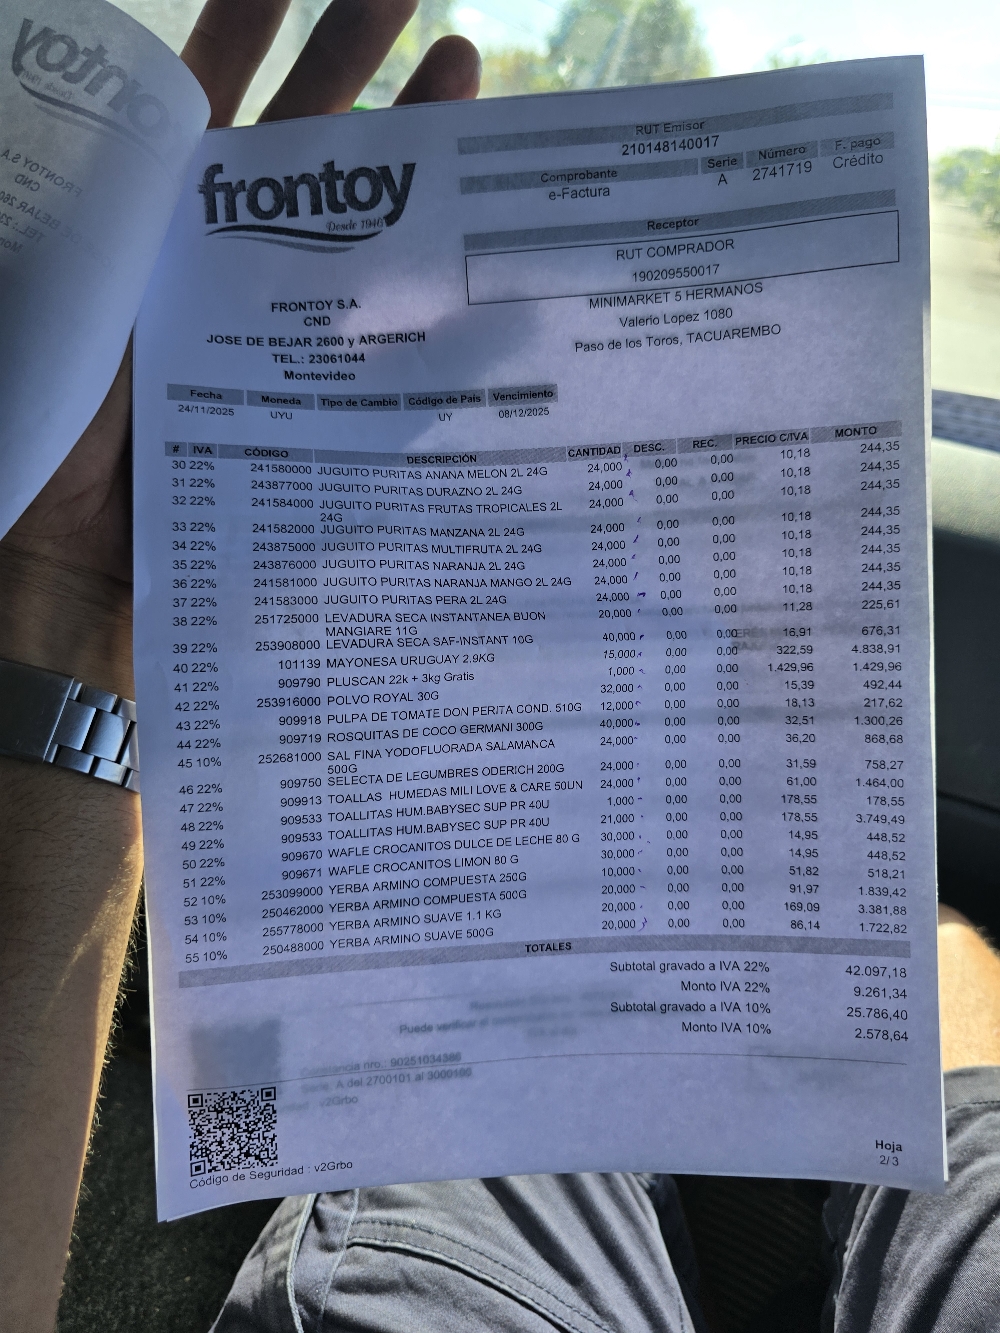 frontoy
Desde 1946
RUT Emisor
210148140017
Comprobante Serie Número F. pago
e-Factura A 2741719 Crédito
Receptor
RUT COMPRADOR
190209550017
MINIMARKET 5 HERMANOS
Valerio Lopez 1080
Paso de los Toros, TACUAREMBO
FRONTOY S.A.
CND
JOSE DE BEJAR 2600 y ARGERICH
TEL.: 23061044
Montevideo
Fecha Moneda Tipo de Cambio Código de Pais Vencimiento
24/11/2025 UYU UY 08/12/2025
# IVA CÓDIGO DESCRIPCIÓN CANTIDAD DESC. REC. PRECIO C/IVA MONTO
30 22% 241580000 JUGUITO PURITAS ANANA MELON 2L 24G 24,000 0,00 0,00 10,18 244,35
31 22% 243877000 JUGUITO PURITAS DURAZNO 2L 24G 24,000 0,00 0,00 10,18 244,35
32 22% 241584000 JUGUITO PURITAS FRUTAS TROPICALES 2L 24,000 0,00 0,00 10,18 244,35
24G
33 22% 241582000 JUGUITO PURITAS MANZANA 2L 24G 24,000 0,00 0,00 10,18 244,35
34 22% 243875000 JUGUITO PURITAS MULTIFRUTA 2L 24G 24,000 0,00 0,00 10,18 244,35
35 22% 243876000 JUGUITO PURITAS NARANJA 2L 24G 24,000 0,00 0,00 10,18 244,35
36 22% 241581000 JUGUITO PURITAS NARANJA MANGO 2L 24G 24,000 0,00 0,00 10,18 244,35
37 22% 241583000 JUGUITO PURITAS PERA 2L 24G 24,000 0,00 0,00 10,18 244,35
38 22% 251725000 LEVADURA SECA INSTANTANEA BUON 20,000 0,00 0,00 11,28 225,61
MANGIARE 11G
39 22% 253908000 LEVADURA SECA SAF-INSTANT 10G 40,000 0,00 0,00 16,91 676,31
40 22% 101139 MAYONESA URUGUAY 2.9KG 15,000 0,00 0,00 322,59 4.838,91
41 22% 909790 PLUSCAN 22k + 3kg Gratis 1,000 0,00 0,00 1.429,96 1.429,96
42 22% 253916000 POLVO ROYAL 30G 32,000 0,00 0,00 15,39 492,44
43 22% 909918 PULPA DE TOMATE DON PERITA COND. 510G 12,000 0,00 0,00 18,13 217,62
44 22% 909719 ROSQUITAS DE COCO GERMANI 300G 40,000 0,00 0,00 32,51 1.300,26
45 10% 252681000 SAL FINA YODOFLUORADA SALAMANCA 24,000 0,00 0,00 36,20 868,68
500G
46 22% 909750 SELECTA DE LEGUMBRES ODERICH 200G 24,000 0,00 0,00 31,59 758,27
47 22% 909913 TOALLAS HUMEDAS MILI LOVE & CARE 50UN 24,000 0,00 0,00 61,00 1.464,00
48 22% 909533 TOALLITAS HUM.BABYSEC SUP PR 40U 1,000 0,00 0,00 178,55 178,55
49 22% 909533 TOALLITAS HUM.BABYSEC SUP PR 40U 21,000 0,00 0,00 178,55 3.749,49
50 22% 909670 WAFLE CROCANITOS DULCE DE LECHE 80 G 30,000 0,00 0,00 14,95 448,52
51 22% 909671 WAFLE CROCANITOS LIMON 80 G 30,000 0,00 0,00 14,95 448,52
52 10% 253099000 YERBA ARMINO COMPUESTA 250G 10,000 0,00 0,00 51,82 518,21
53 10% 250462000 YERBA ARMINO COMPUESTA 500G 20,000 0,00 0,00 91,97 1.839,42
54 10% 255778000 YERBA ARMINO SUAVE 1.1 KG 20,000 0,00 0,00 169,09 3.381,88
55 10% 250488000 YERBA ARMINO SUAVE 500G 20,000 0,00 0,00 86,14 1.722,82
TOTALES
Subtotal gravado a IVA 22% 42.097,18
Monto IVA 22% 9.261,34
Subtotal gravado a IVA 10% 25.786,40
Monto IVA 10% 2.578,64
Puede verificar
nro.: 90251034386
A del 2700101 al 3000100
v2Grbo
Código de Seguridad : v2Grbo
Hoja
2/3